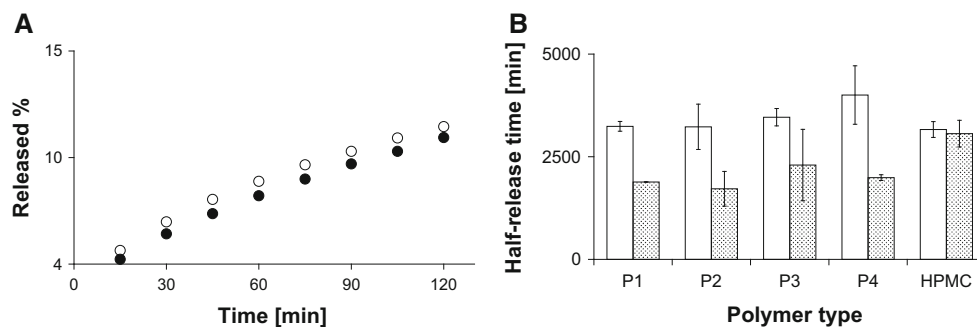 A
15
10
4
Released %
0
30
60
90
120
Time [min]
B
5000
2500
0
Half-release time [min]
P1
P2
P3
P4
HPMC
Polymer type